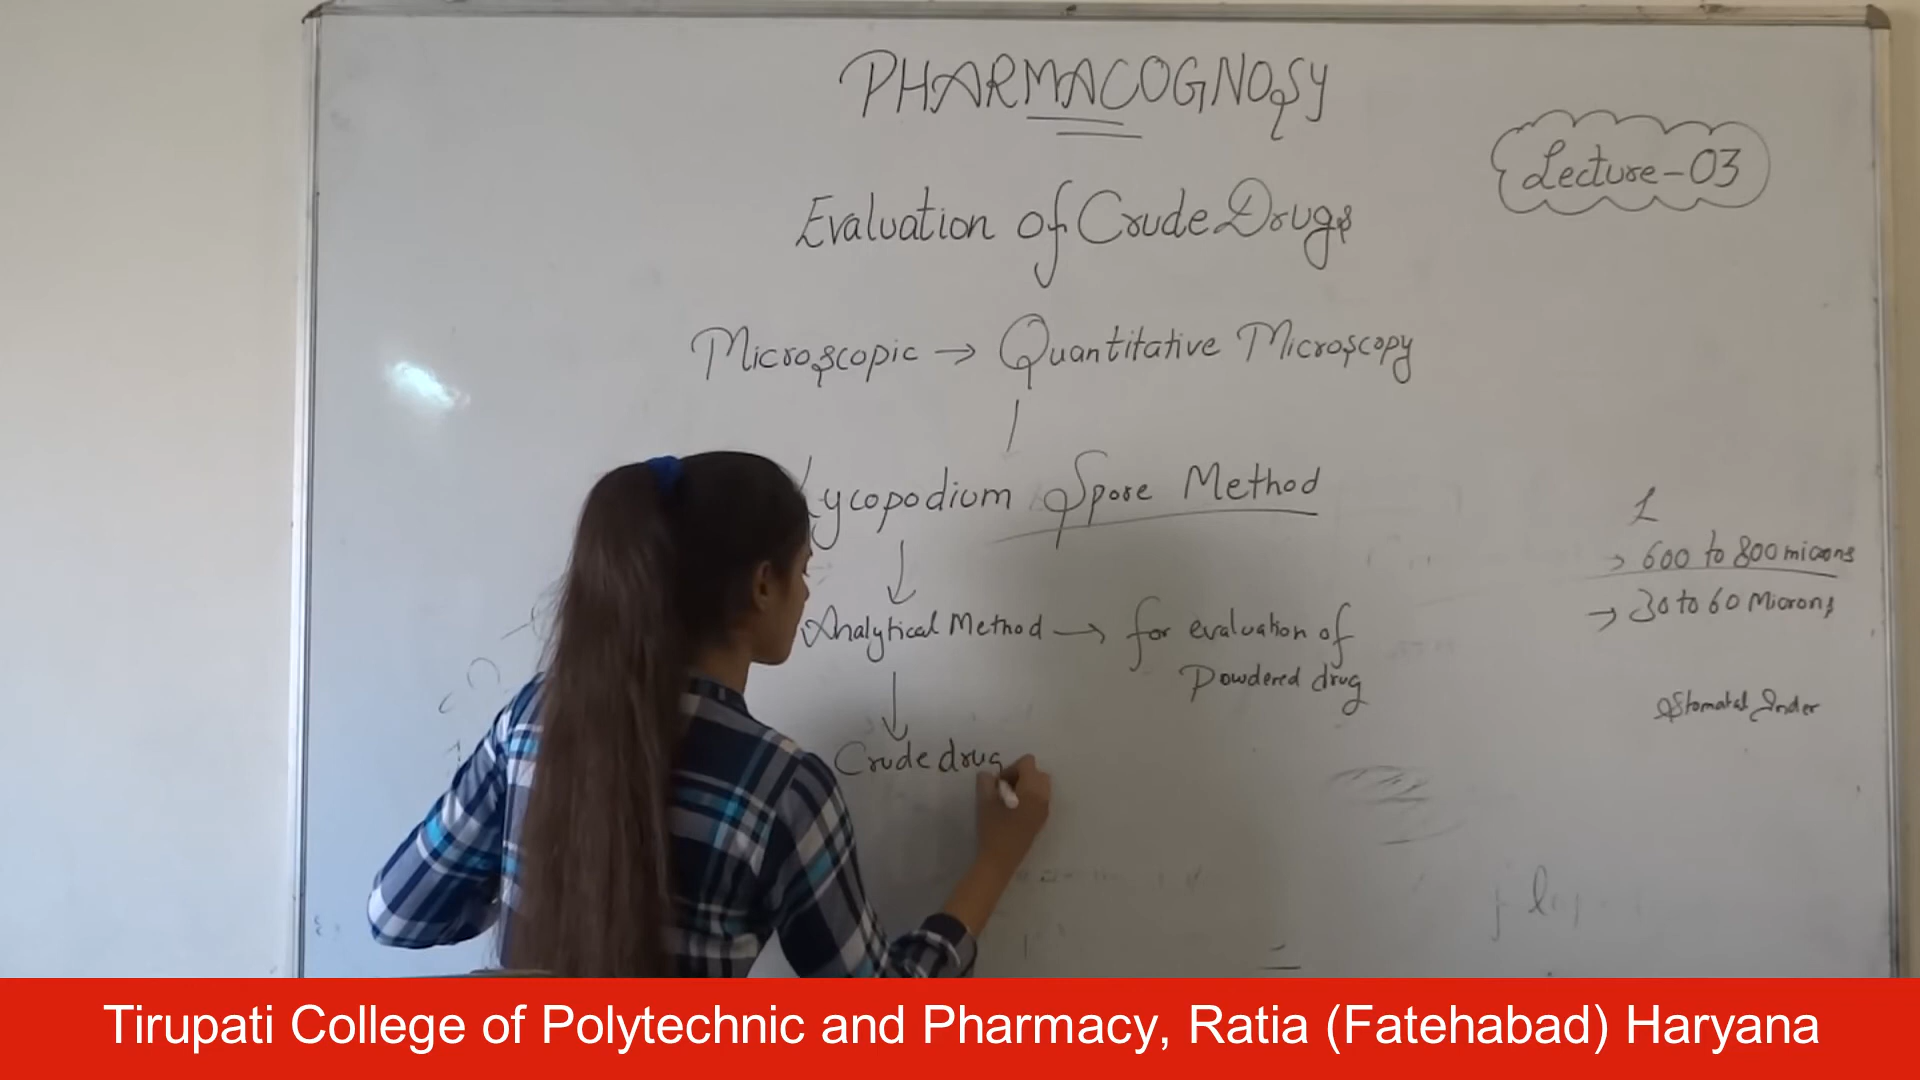 PHARMACOGNOSY
Lecture-03
Evaluation of Crude Drugs
Microscopic → Quantitative Microscopy
Lycopodium Spore Method
→ 600 to 800 microns
→ 30 to 60 Microns
Analytical Method → for evaluation of
Powdered drug
Stomatal Index
Crude drug
Tirupati College of Polytechnic and Pharmacy, Ratia (Fatehabad) Haryana